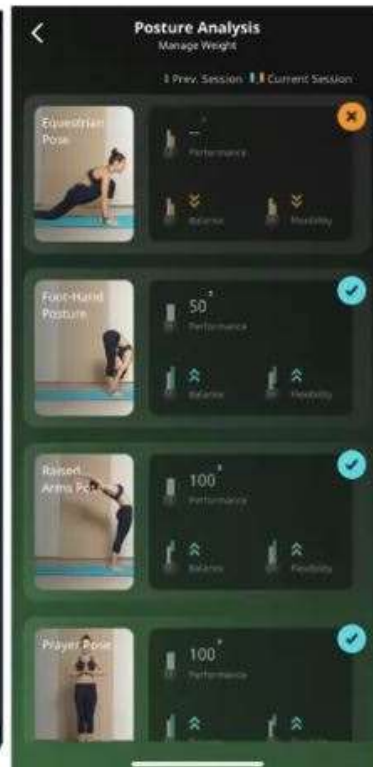 Posture Analysis
Manage Weight
Prev. Session Current Session
Equestrian
Pose
--
Performance
Balance Flexibility
Foot-Hand
Posture
50
Performance
Balance Flexibility
Raised
Arms Pose
100
Performance
Balance Flexibility
Prayer Pose
100
Performance